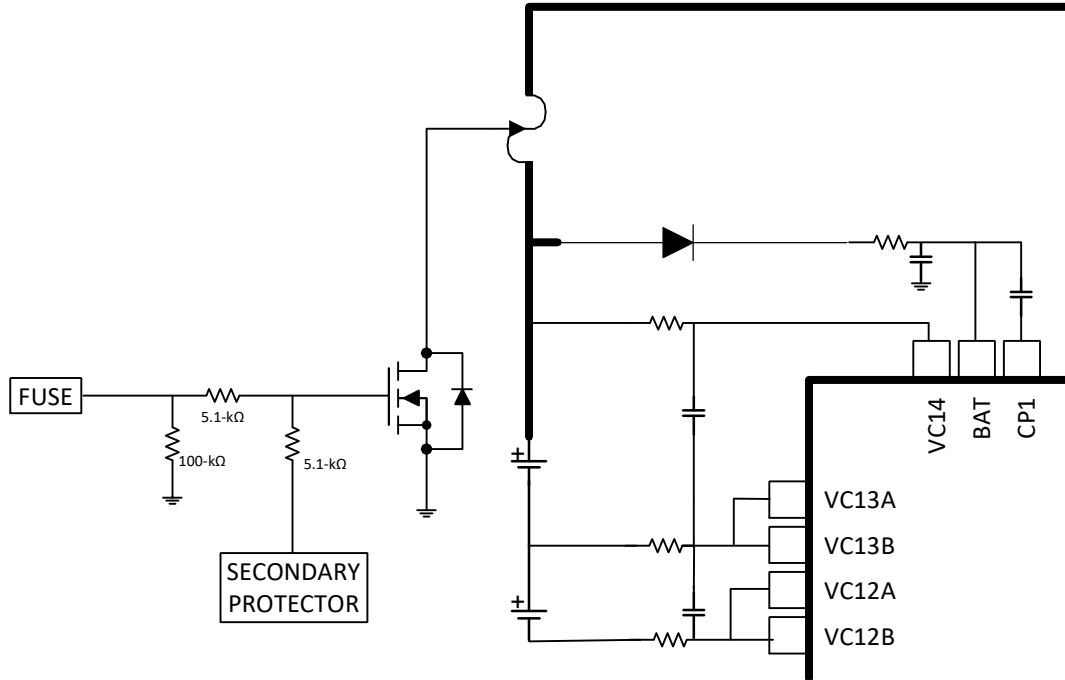 FUSE
5.1-kΩ
100-kΩ
5.1-kΩ
SECONDARY
PROTECTOR
+
+
VC14
BAT
CP1
VC13A
VC13B
VC12A
VC12B